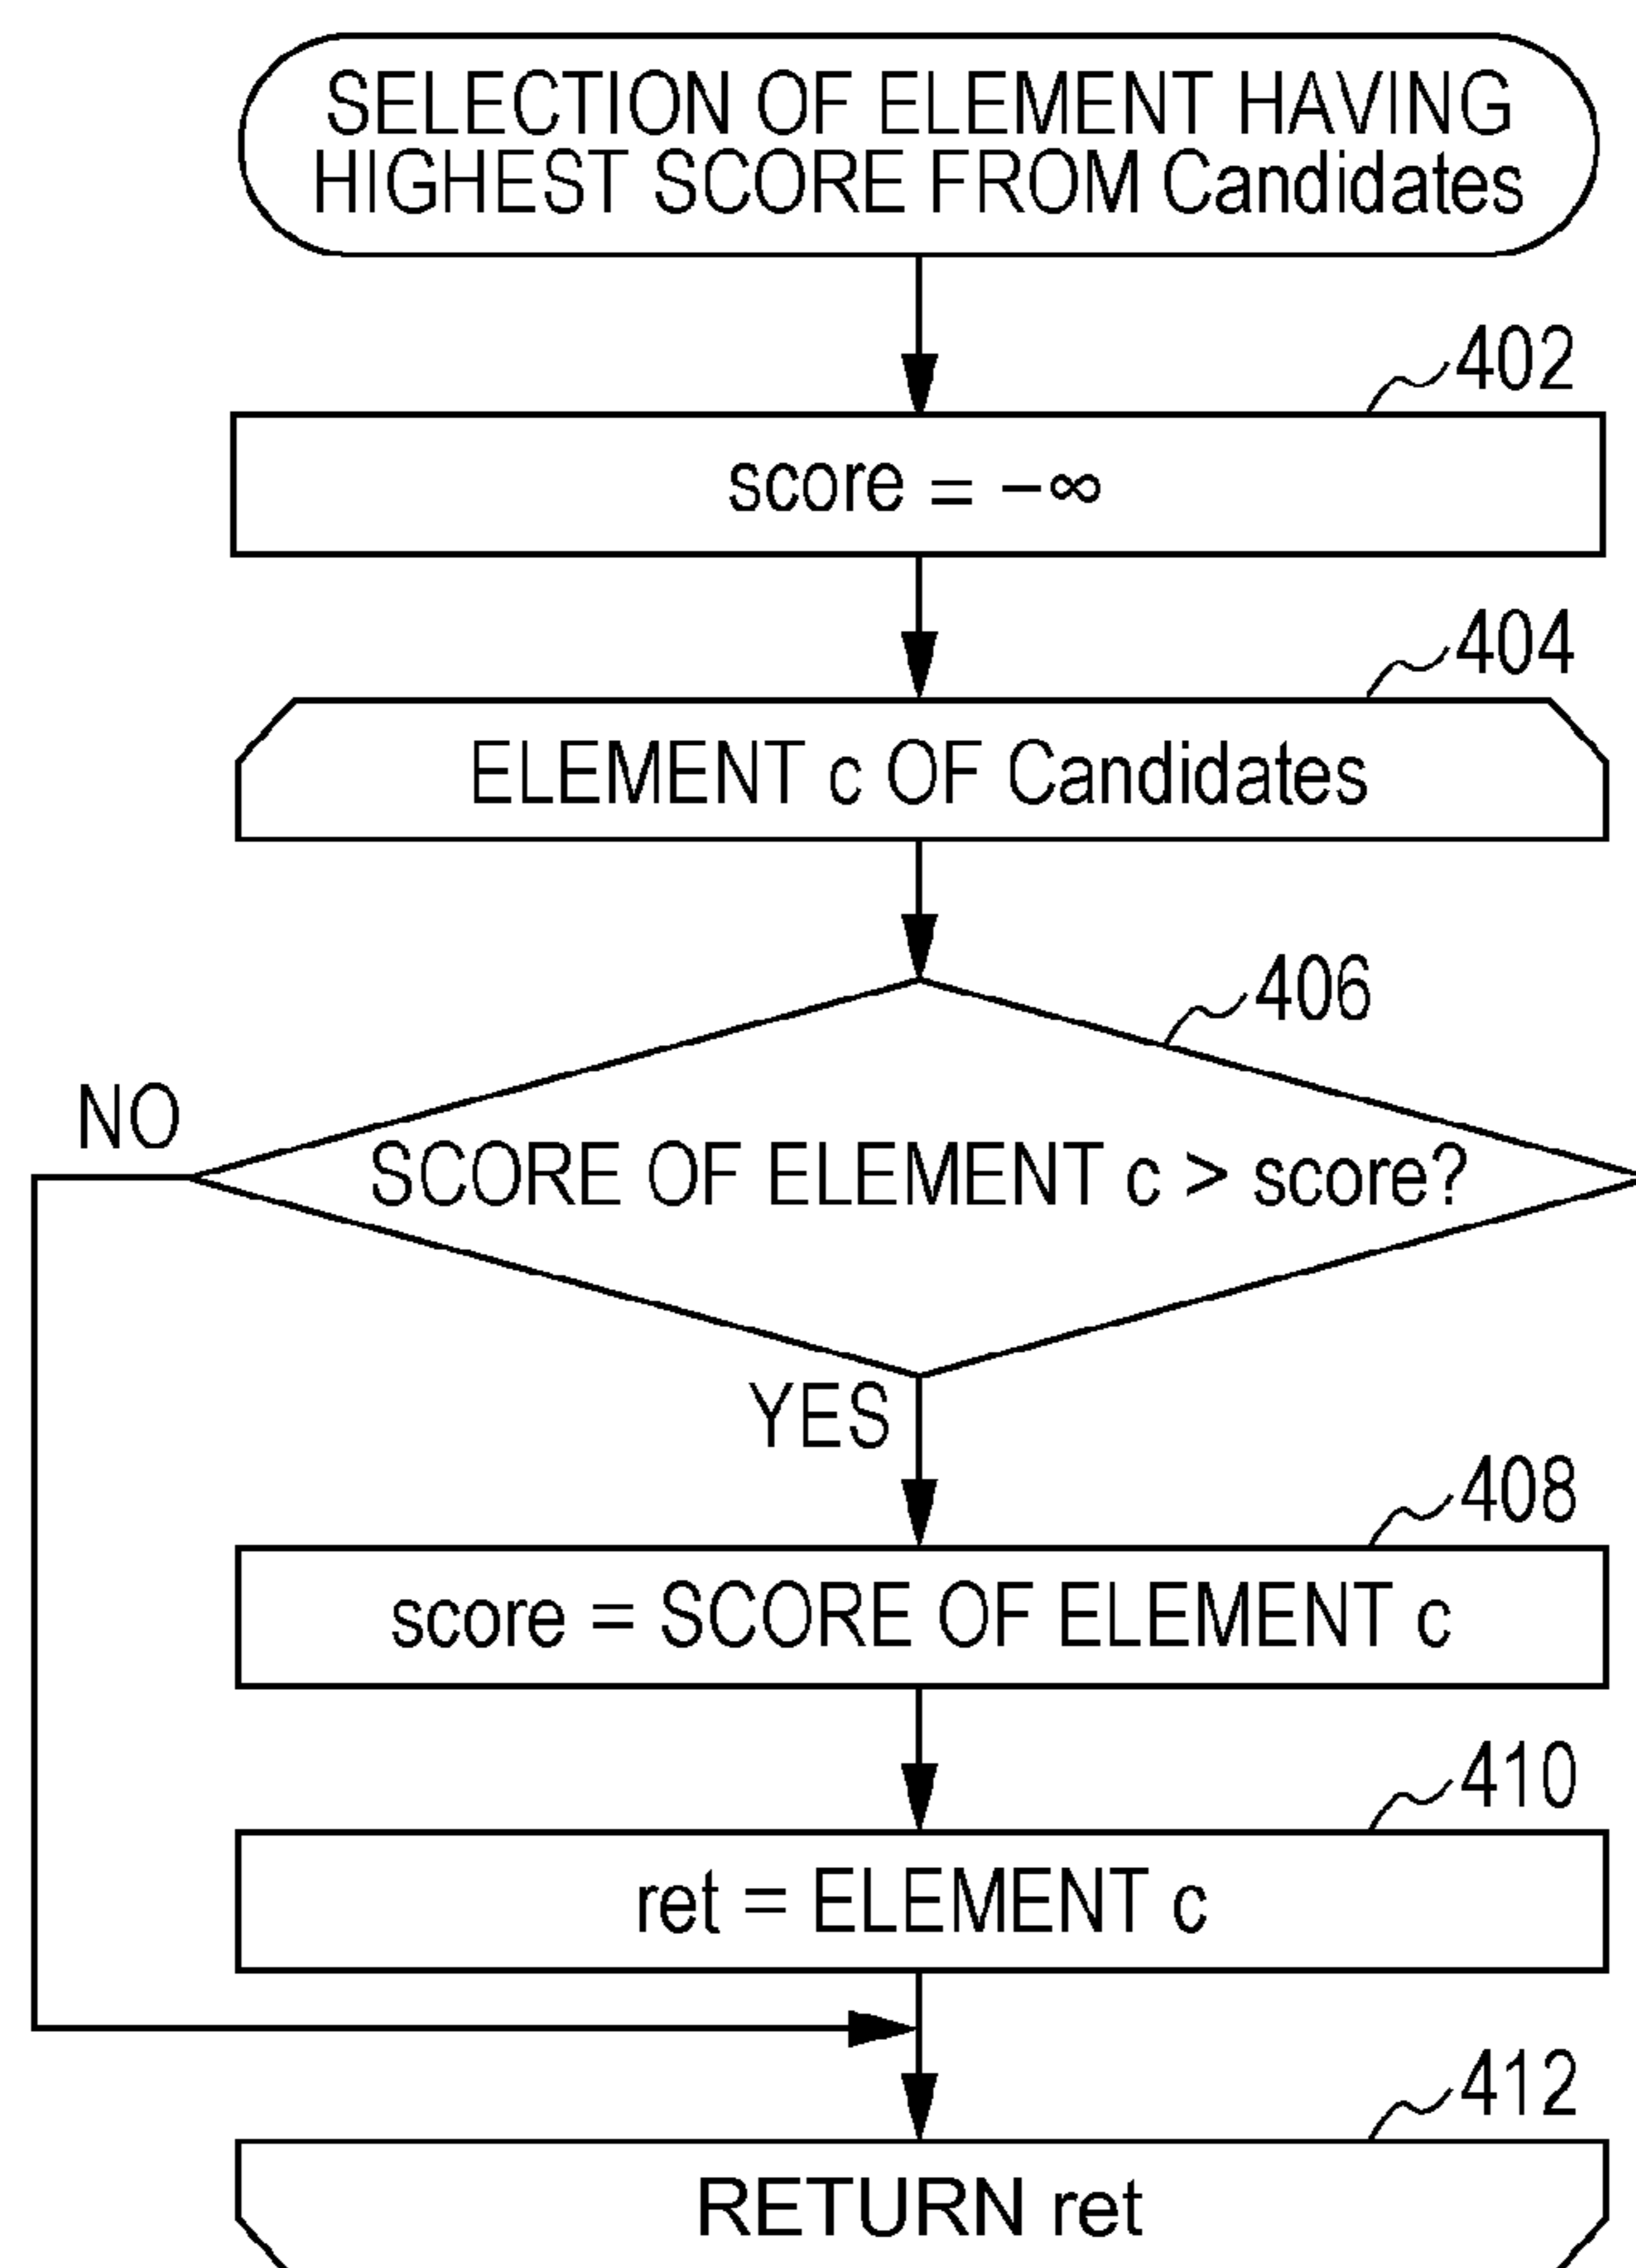 SELECTION OF ELEMENT HAVING
HIGHEST SCORE FROM Candidates
402
score = −∞
404
ELEMENT c OF Candidates
406
NO
SCORE OF ELEMENT c > score?
YES
408
score = SCORE OF ELEMENT c
410
ret = ELEMENT c
412
RETURN ret